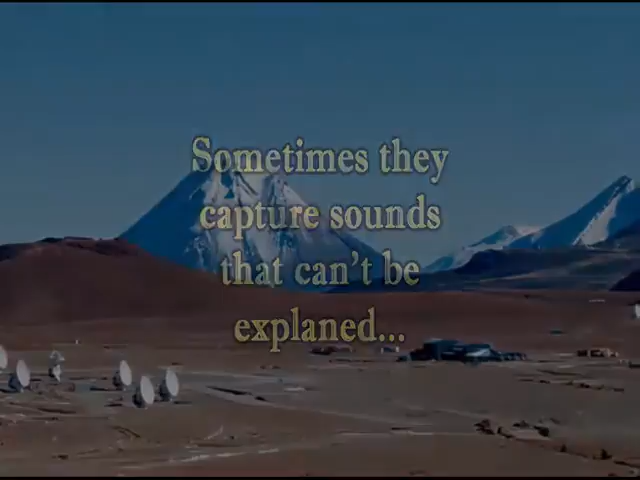 Sometimes they
capture sounds
that can't be
explaned...